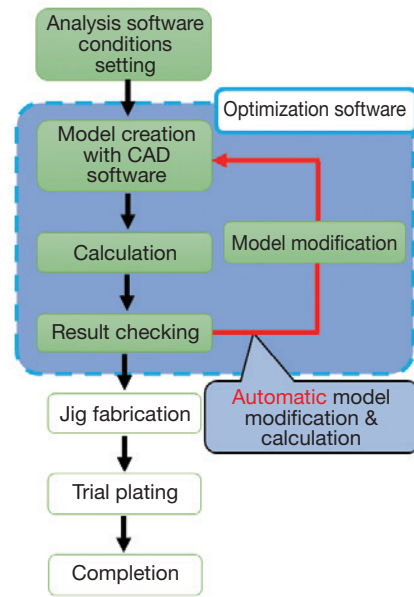 Analysis software
conditions
setting
Optimization software
Model creation
with CAD
software
Model modification
Calculation
Result checking
Automatic model
modification &
calculation
Jig fabrication
Trial plating
Completion